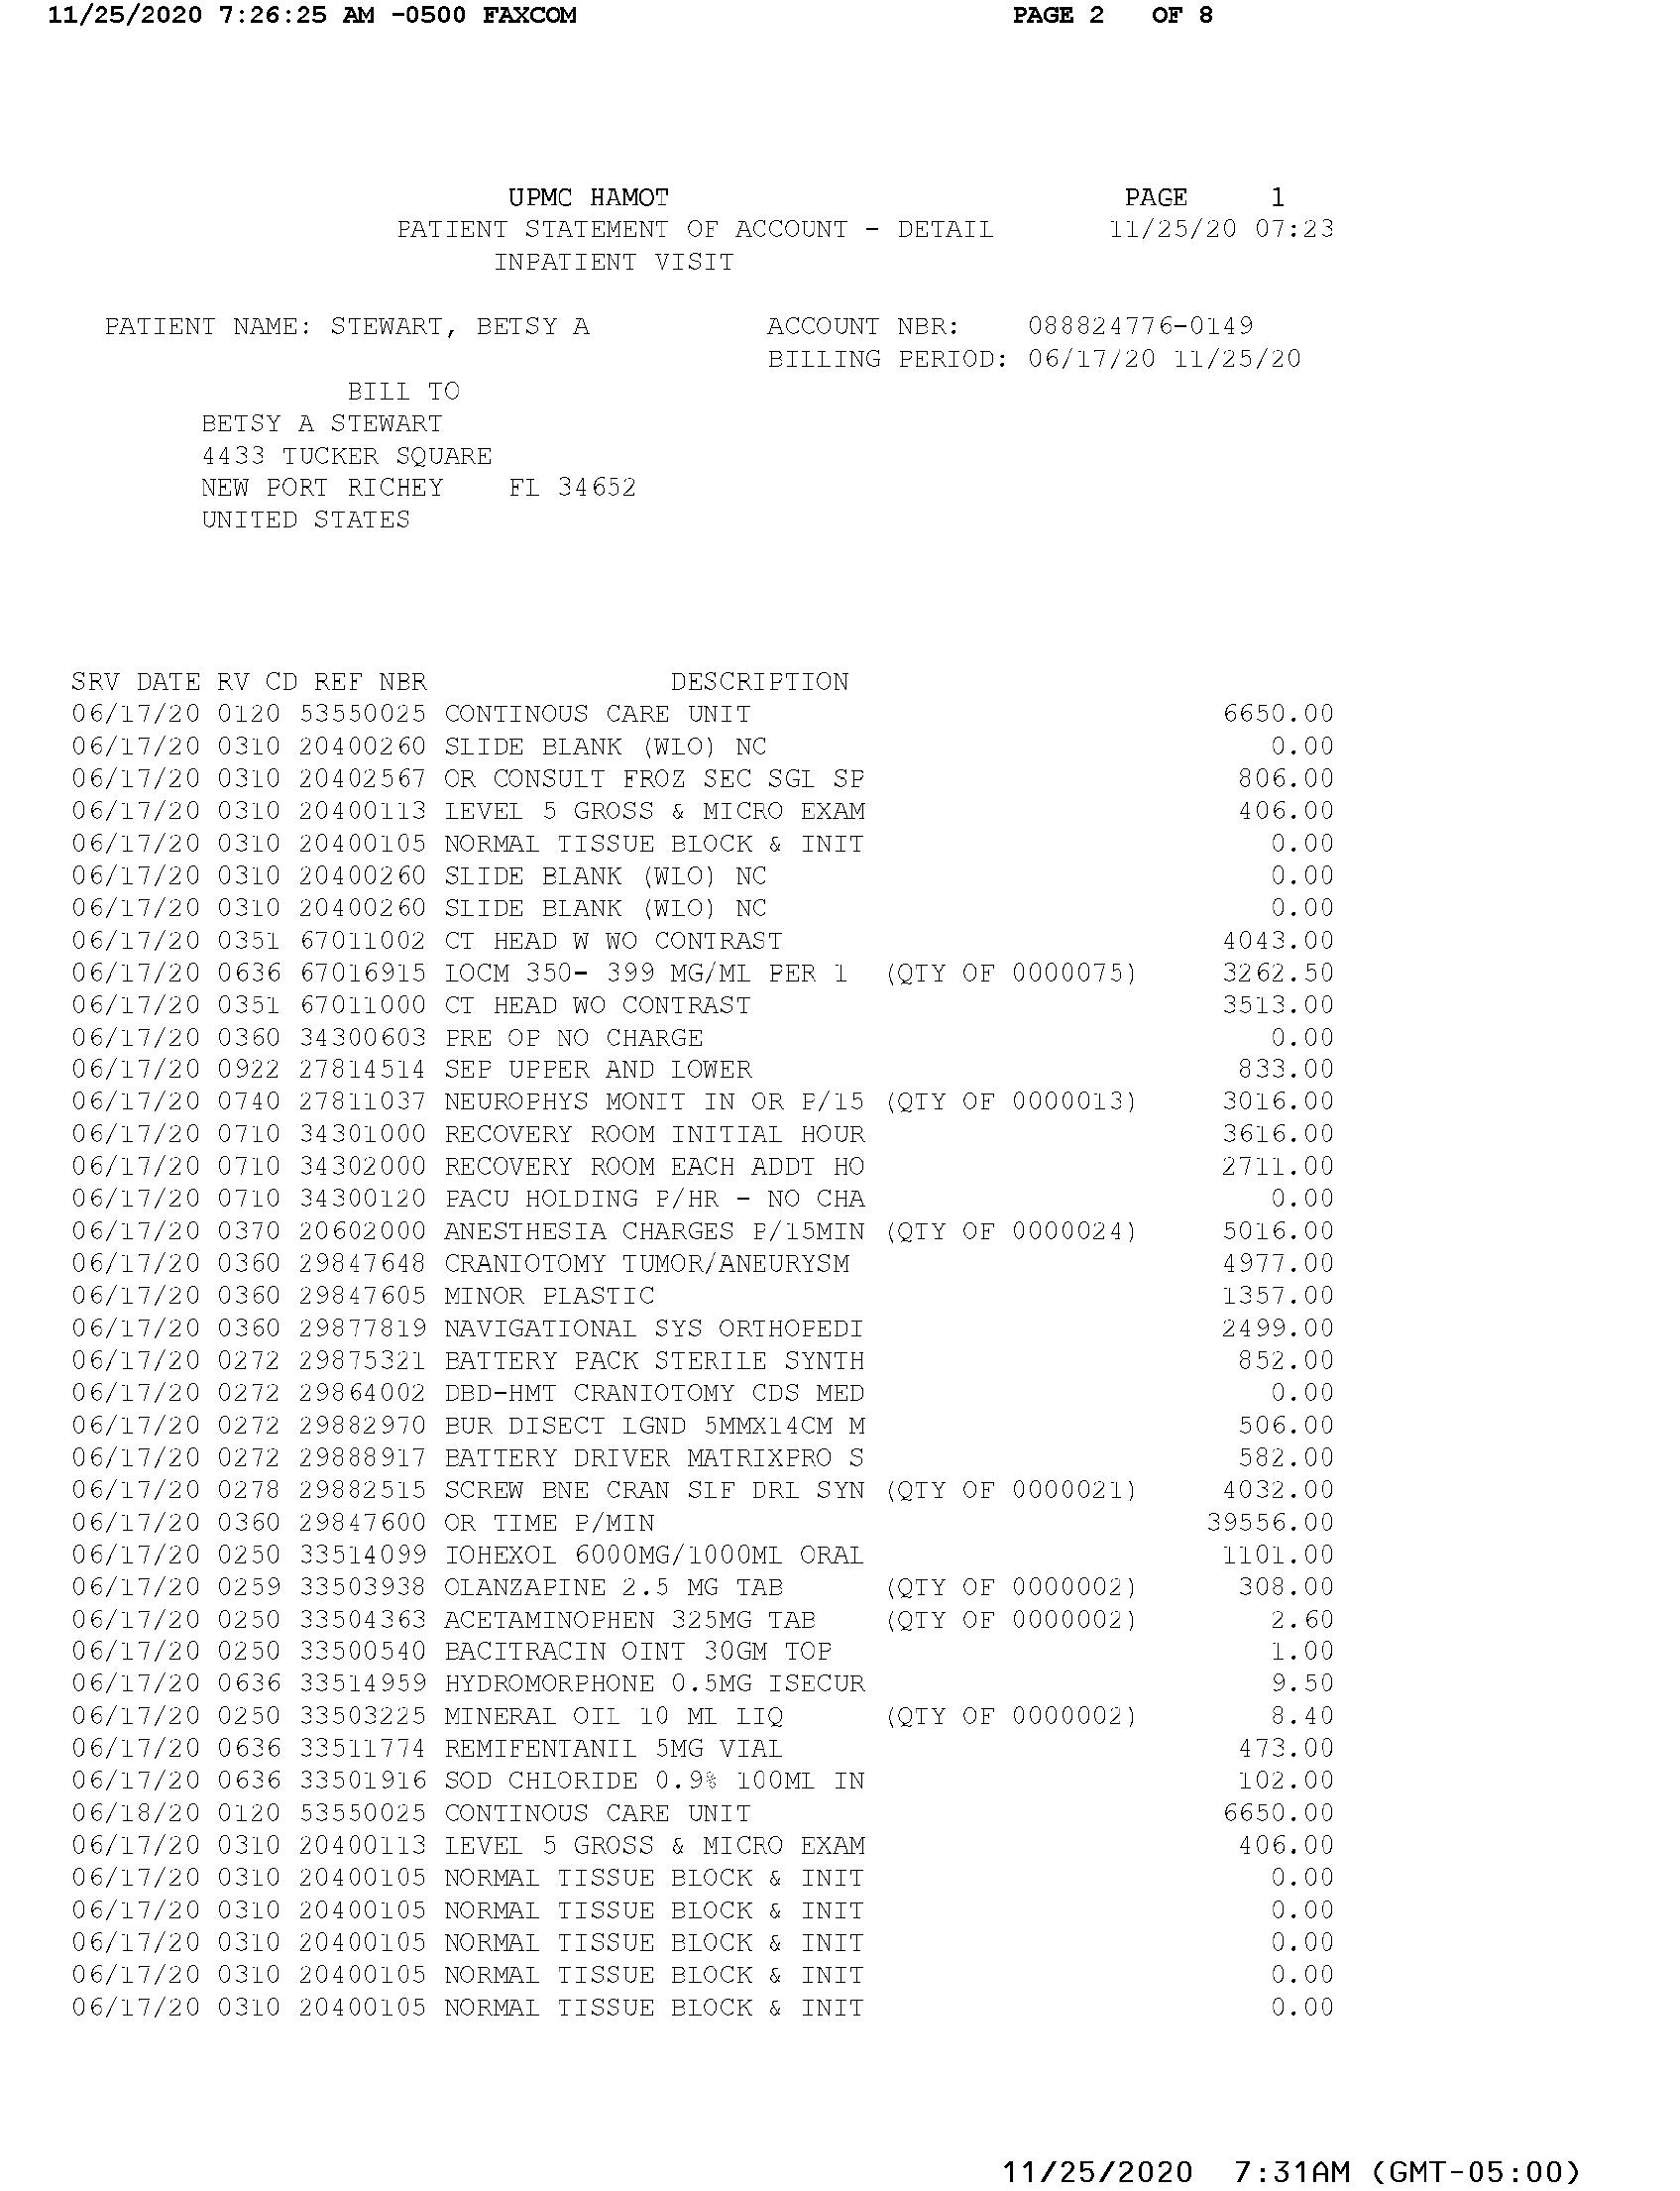 11/25/2020 7:26:25 AM -0500 FAXCOM PAGE 2 OF 8
UPMC HAMOT PAGE 1
PATIENT STATEMENT OF ACCOUNT - DETAIL 11/25/20 07:23
INPATIENT VISIT
PATIENT NAME: STEWART, BETSY A ACCOUNT NBR: 088824776-0149
BILLING PERIOD: 06/17/20 11/25/20
BILL TO
BETSY A STEWART
4433 TUCKER SQUARE
NEW PORT RICHEY FL 34652
UNITED STATES
SRV DATE RV CD REF NBR DESCRIPTION
06/17/20 0120 53550025 CONTINOUS CARE UNIT 6650.00
06/17/20 0310 20400260 SLIDE BLANK (WLO) NC 0.00
06/17/20 0310 20402567 OR CONSULT FROZ SEC SGL SP 806.00
06/17/20 0310 20400113 LEVEL 5 GROSS & MICRO EXAM 406.00
06/17/20 0310 20400105 NORMAL TISSUE BLOCK & INIT 0.00
06/17/20 0310 20400260 SLIDE BLANK (WLO) NC 0.00
06/17/20 0310 20400260 SLIDE BLANK (WLO) NC 0.00
06/17/20 0351 67011002 CT HEAD W WO CONTRAST 4043.00
06/17/20 0636 67016915 LOCM 350- 399 MG/ML PER 1 (QTY OF 0000075) 3262.50
06/17/20 0351 67011000 CT HEAD WO CONTRAST 3513.00
06/17/20 0360 34300603 PRE OP NO CHARGE 0.00
06/17/20 0922 27814514 SEP UPPER AND LOWER 833.00
06/17/20 0740 27811037 NEUROPHYS MONIT IN OR P/15 (QTY OF 0000013) 3016.00
06/17/20 0710 34301000 RECOVERY ROOM INITIAL HOUR 3616.00
06/17/20 0710 34302000 RECOVERY ROOM EACH ADDT HO 2711.00
06/17/20 0710 34300120 PACU HOLDING P/HR - NO CHA 0.00
06/17/20 0370 20602000 ANESTHESIA CHARGES P/15MIN (QTY OF 0000024) 5016.00
06/17/20 0360 29847648 CRANIOTOMY TUMOR/ANEURYSM 4977.00
06/17/20 0360 29847605 MINOR PLASTIC 1357.00
06/17/20 0360 29877819 NAVIGATIONAL SYS ORTHOPEDI 2499.00
06/17/20 0272 29875321 BATTERY PACK STERILE SYNTH 852.00
06/17/20 0272 29864002 DBD-HMT CRANIOTOMY CDS MED 0.00
06/17/20 0272 29882970 BUR DISECT LGND 5MMX14CM M 506.00
06/17/20 0272 29888917 BATTERY DRIVER MATRIXPRO S 582.00
06/17/20 0278 29882515 SCREW BNE CRAN SLF DRL SYN (QTY OF 0000021) 4032.00
06/17/20 0360 29847600 OR TIME P/MIN 39556.00
06/17/20 0250 33514099 IOHEXOL 6000MG/1000ML ORAL 1101.00
06/17/20 0259 33503938 OLANZAPINE 2.5 MG TAB (QTY OF 0000002) 308.00
06/17/20 0250 33504363 ACETAMINOPHEN 325MG TAB (QTY OF 0000002) 2.60
06/17/20 0250 33500540 BACITRACIN OINT 30GM TOP 1.00
06/17/20 0636 33514959 HYDROMORPHONE 0.5MG ISECUR 9.50
06/17/20 0250 33503225 MINERAL OIL 10 ML LIQ (QTY OF 0000002) 8.40
06/17/20 0636 33511774 REMIFENTANIL 5MG VIAL 473.00
06/17/20 0636 33501916 SOD CHLORIDE 0.9% 100ML IN 102.00
06/18/20 0120 53550025 CONTINOUS CARE UNIT 6650.00
06/17/20 0310 20400113 LEVEL 5 GROSS & MICRO EXAM 406.00
06/17/20 0310 20400105 NORMAL TISSUE BLOCK & INIT 0.00
06/17/20 0310 20400105 NORMAL TISSUE BLOCK & INIT 0.00
06/17/20 0310 20400105 NORMAL TISSUE BLOCK & INIT 0.00
06/17/20 0310 20400105 NORMAL TISSUE BLOCK & INIT 0.00
06/17/20 0310 20400105 NORMAL TISSUE BLOCK & INIT 0.00
11/25/2020 7:31AM (GMT-05:00)